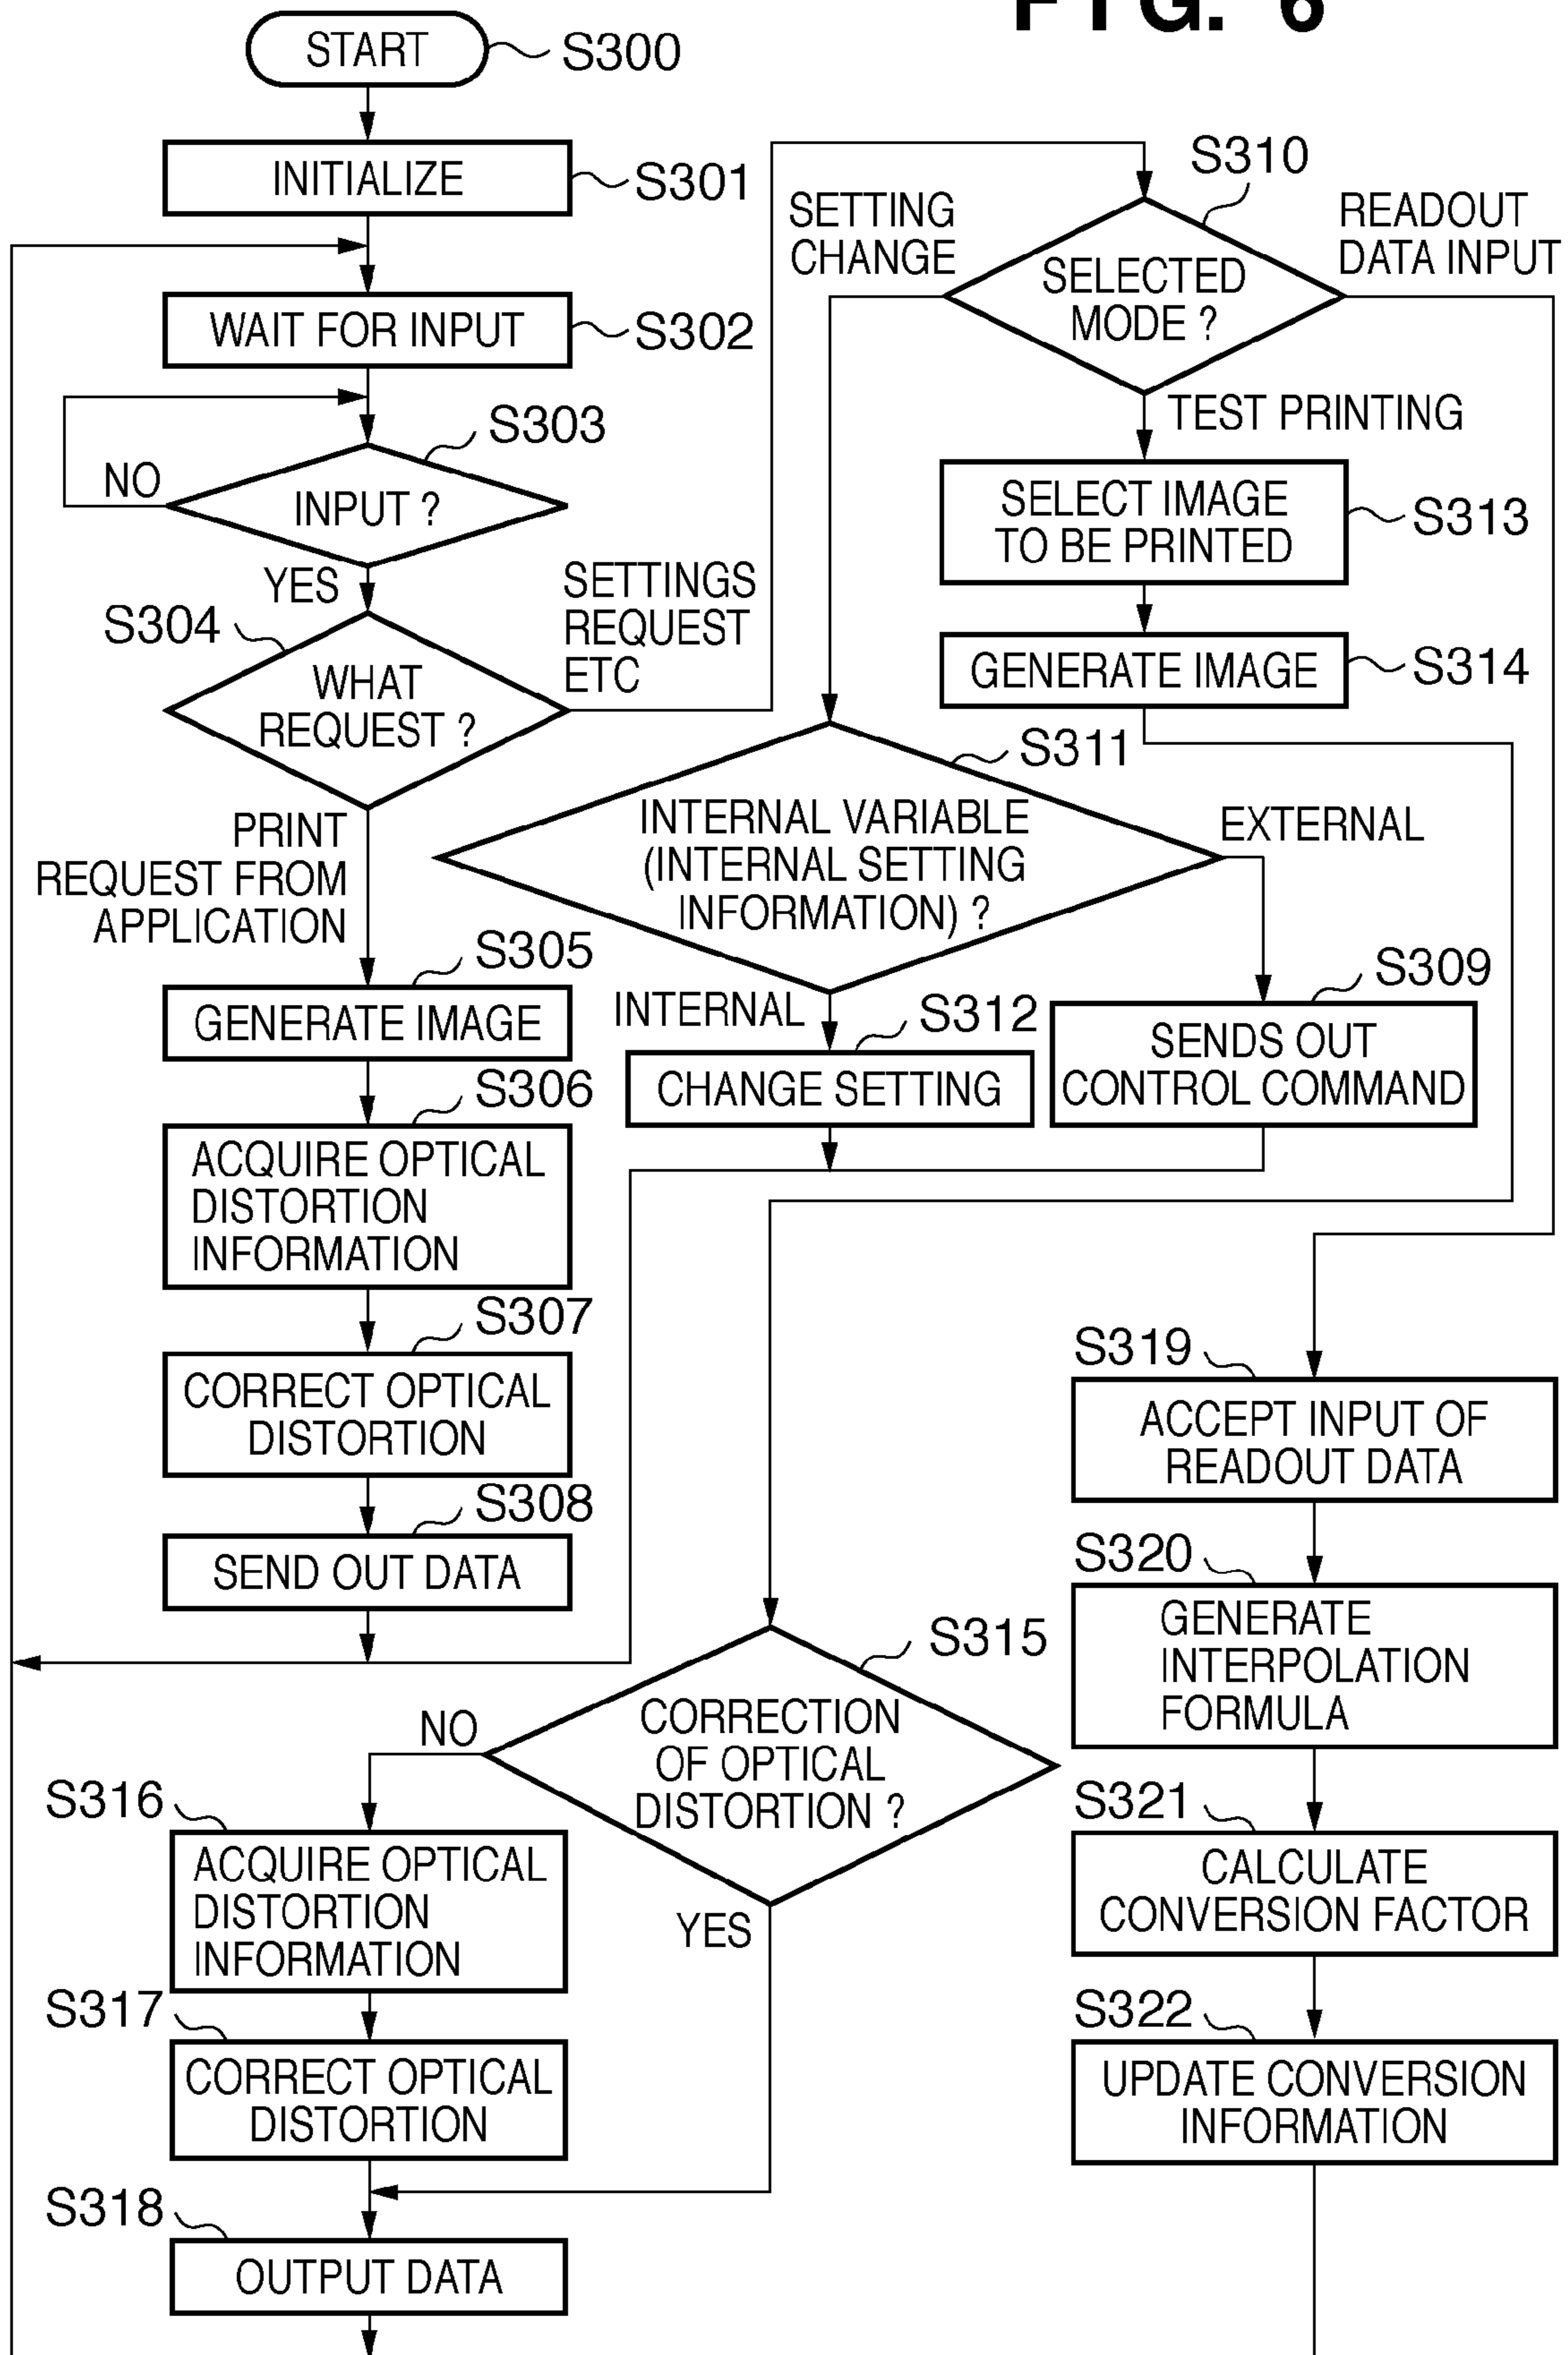 FIG. 6
START
S300
INITIALIZE
S301
WAIT FOR INPUT
S302
S303
NO
INPUT ?
YES
S304
WHAT
REQUEST ?
SETTINGS
REQUEST
ETC
PRINT
REQUEST FROM
APPLICATION
S305
GENERATE IMAGE
S306
ACQUIRE OPTICAL
DISTORTION
INFORMATION
S307
CORRECT OPTICAL
DISTORTION
S308
SEND OUT DATA
S310
SETTING
CHANGE
READOUT
DATA INPUT
SELECTED
MODE ?
TEST PRINTING
SELECT IMAGE
TO BE PRINTED
S313
GENERATE IMAGE
S314
S311
INTERNAL VARIABLE
(INTERNAL SETTING
INFORMATION) ?
EXTERNAL
INTERNAL
S312
CHANGE SETTING
S309
SENDS OUT
CONTROL COMMAND
S315
CORRECTION
OF OPTICAL
DISTORTION ?
NO
YES
S316
ACQUIRE OPTICAL
DISTORTION
INFORMATION
S317
CORRECT OPTICAL
DISTORTION
S318
OUTPUT DATA
S319
ACCEPT INPUT OF
READOUT DATA
S320
GENERATE
INTERPOLATION
FORMULA
S321
CALCULATE
CONVERSION FACTOR
S322
UPDATE CONVERSION
INFORMATION